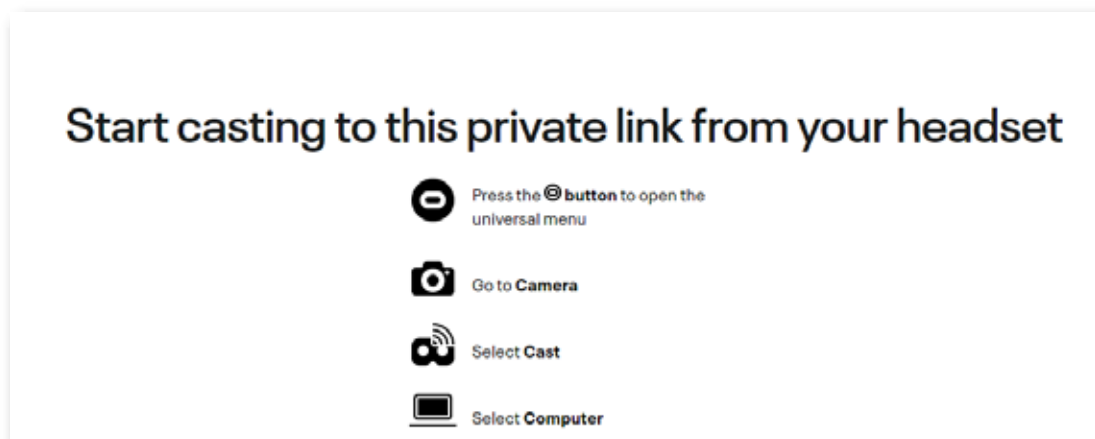 Start casting to this private link from your headset
Press the button to open the
universal menu
Go to Camera
Select Cast
Select Computer